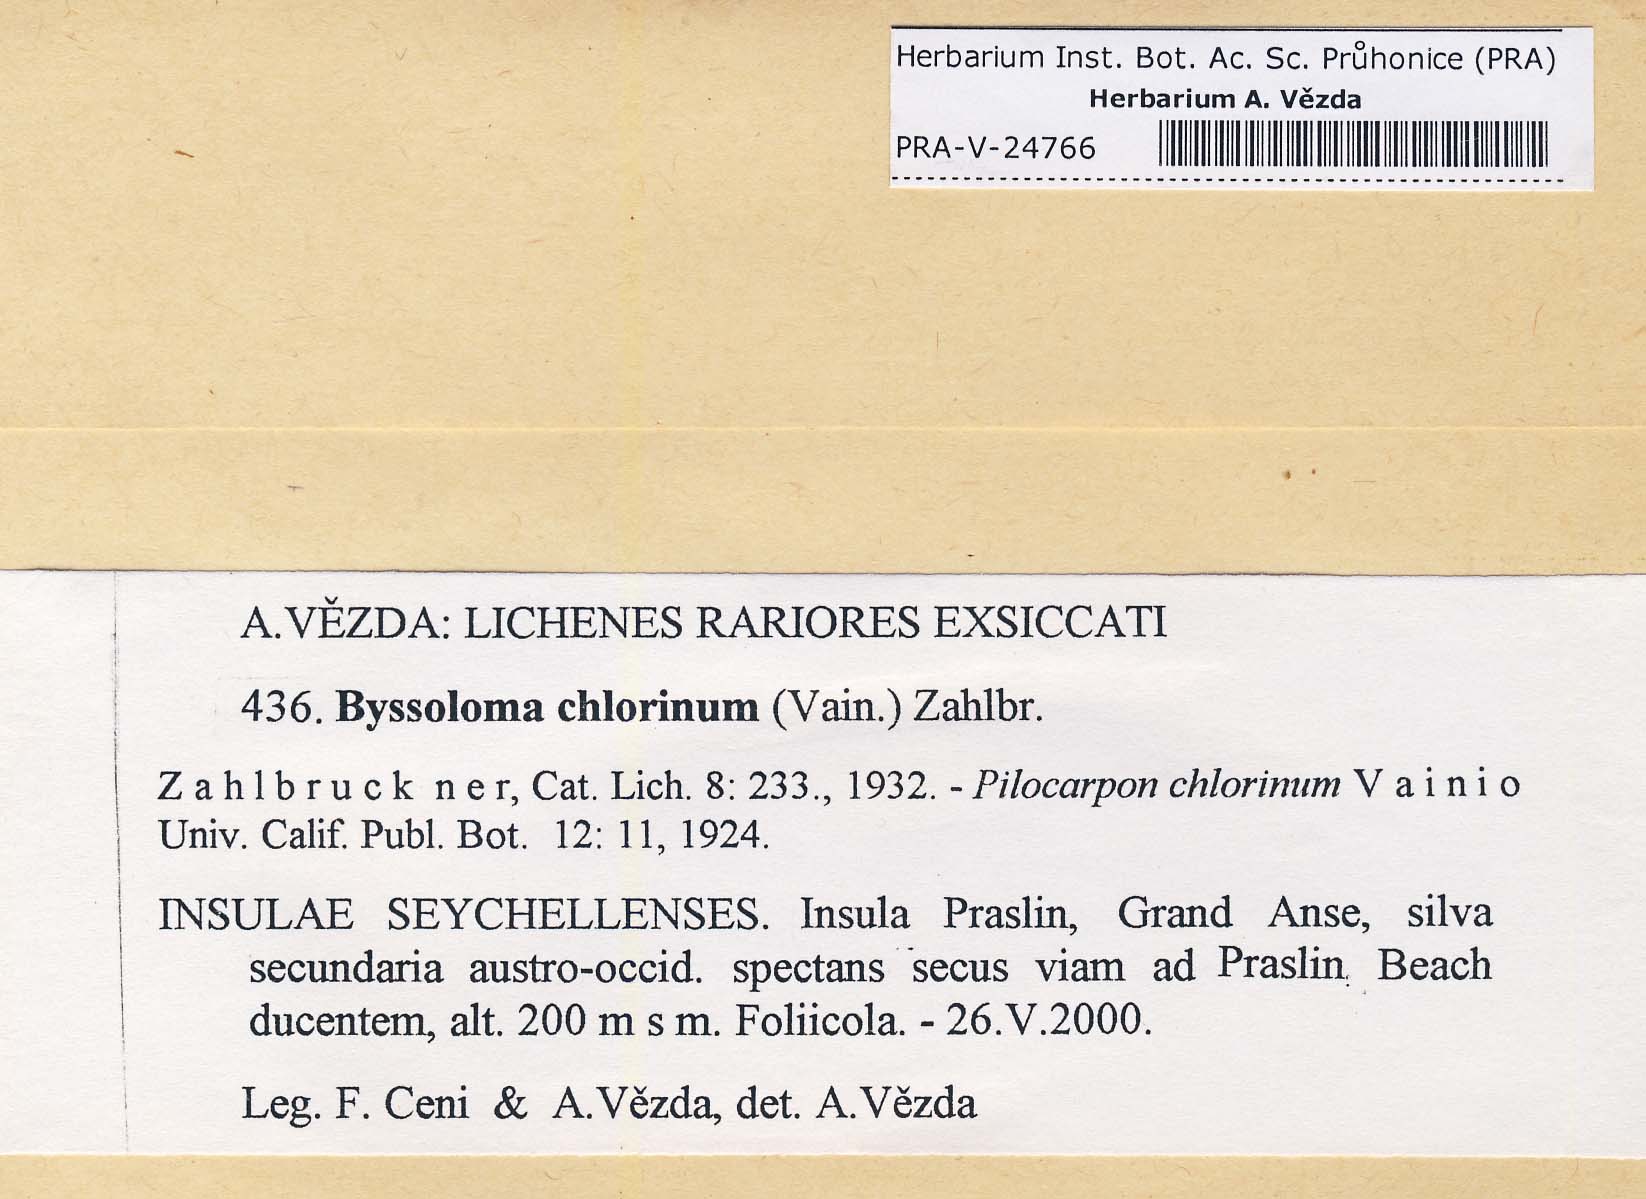 Herbarium Inst. Bot. Ac. Sc. Průhonice (PRA)
Herbarium A. Vězda
PRA-V-24766
A.VĚZDA: LICHENES RARIORES EXSICCATI
436. Byssoloma chlorinum (Vain.) Zahlbr.
Z a h l b r u c k n e r, Cat. Lich. 8: 233., 1932. - Pilocarpon chlorinum V a i n i o
Univ. Calif. Publ. Bot. 12: 11, 1924.
INSULAE SEYCHELLENSES. Insula Praslin, Grand Anse, silva
secundaria austro-occid. spectans secus viam ad Praslin Beach
ducentem, alt. 200 m s m. Foliicola. - 26.V.2000.
Leg. F. Ceni & A.Vězda, det. A.Vězda